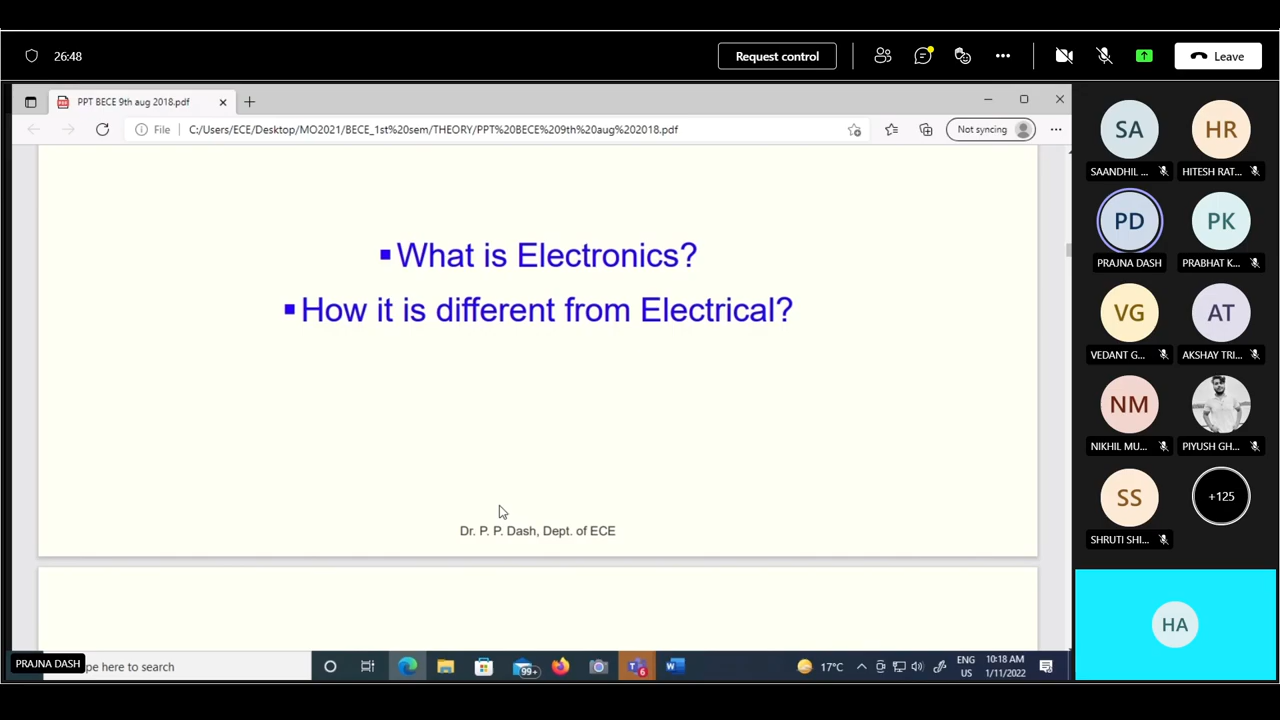 26:48
Request control
Leave
PPT BECE 9th aug 2018.pdf
File
C:/Users/ECE/Desktop/MO2021/BECE_1st%20sem/THEORY/PPT%20BECE%209th%20aug%202018.pdf
Not syncing
What is Electronics?
How it is different from Electrical?
Dr. P. P. Dash, Dept. of ECE
SA
SAANDHIL ...
HR
HITESH RAT...
PD
PRAJNA DASH
PK
PRABHAT K...
VG
VEDANT G...
AT
AKSHAY TRI...
NM
NIKHIL MU...
PIYUSH GH...
SS
SHRUTI SHI...
+125
HA
PRAJNA DASH
pe here to search
99+
6
W
17°C
ENG
US
10:18 AM
1/11/2022